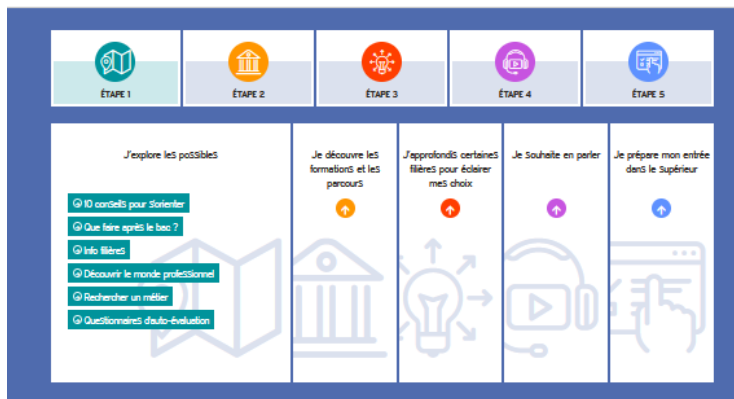 ÉTAPE 1
ÉTAPE 2
ÉTAPE 3
ÉTAPE 4
ÉTAPE 5
J'explore les possibles
10 conseils pour s'orienter
Que faire après le bac ?
Info filières
Découvrir le monde professionnel
Rechercher un métier
Questionnaires d'auto-évaluation
Je découvre les
formations et les
parcours
J'approfondis certaines
filières pour éclairer
mes choix
Je souhaite en parler
Je prépare mon entrée
dans le supérieur